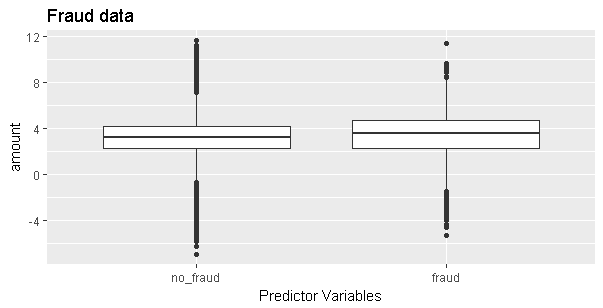 Fraud data
12
8
4
0
-4
amount
no_fraud
fraud
Predictor Variables